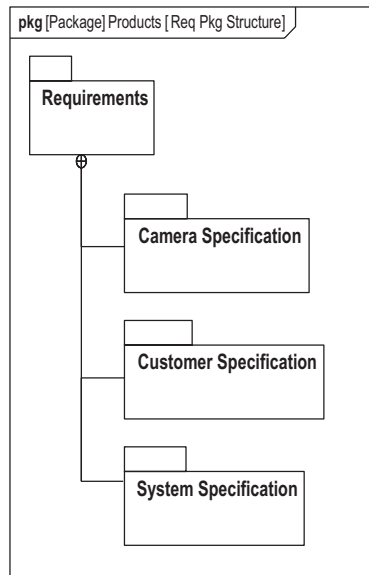 pkg [Package] Products [ Req Pkg Structure]
Requirements
Camera Specification
Customer Specification
System Specification